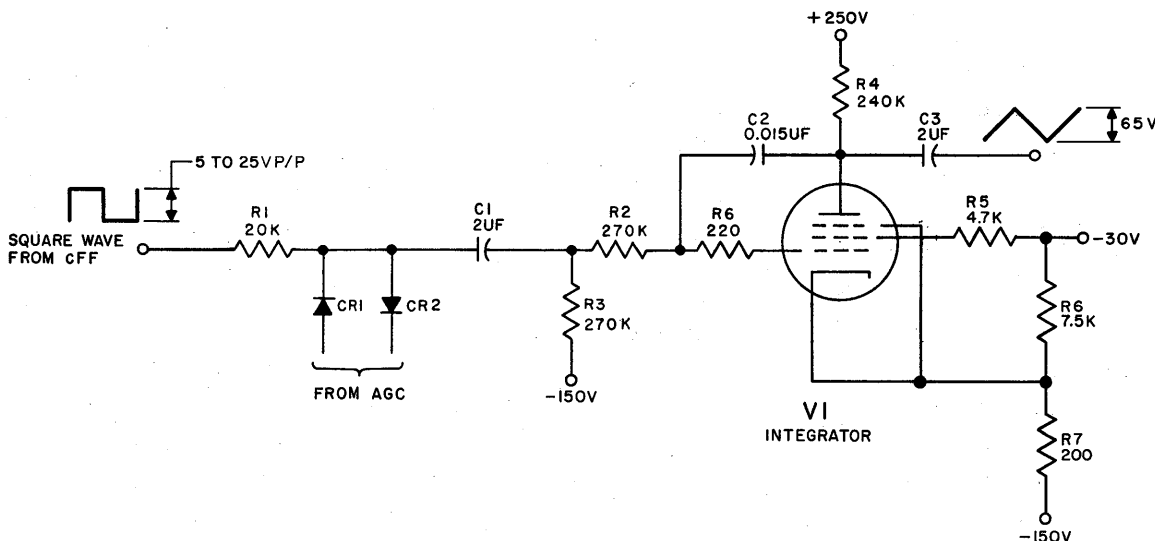 +250V
R4
240K
C2
0.015UF
C3
2UF
65V
5 TO 25VP/P
SQUARE WAVE
FROM CFF
R1
20K
C1
2UF
R2
270K
R6
220
R5
4.7K
-30V
CR1
CR2
R3
270K
R6
7.5K
FROM AGC
-150V
V1
INTEGRATOR
R7
200
-150V